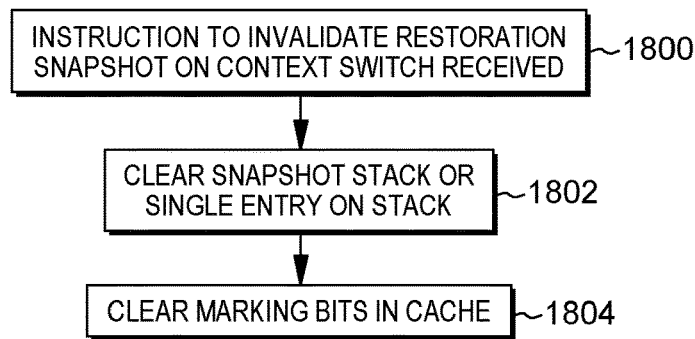 INSTRUCTION TO INVALIDATE RESTORATION
SNAPSHOT ON CONTEXT SWITCH RECEIVED
1800
CLEAR SNAPSHOT STACK OR
SINGLE ENTRY ON STACK
1802
CLEAR MARKING BITS IN CACHE
1804